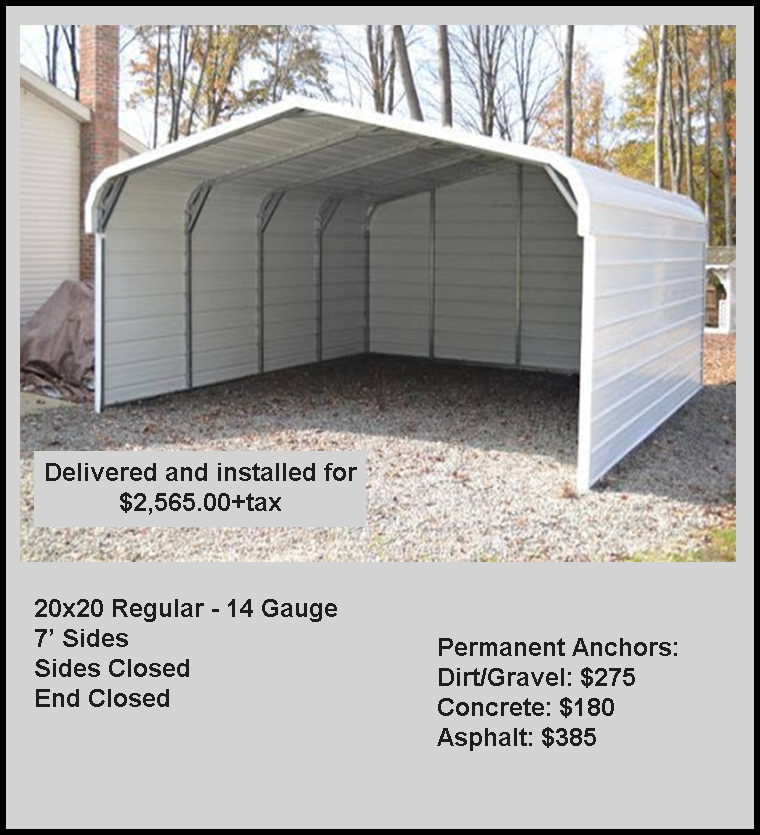 Delivered and installed for
$2,565.00+tax
20x20 Regular - 14 Gauge
7’ Sides
Sides Closed
End Closed
Permanent Anchors:
Dirt/Gravel: $275
Concrete: $180
Asphalt: $385